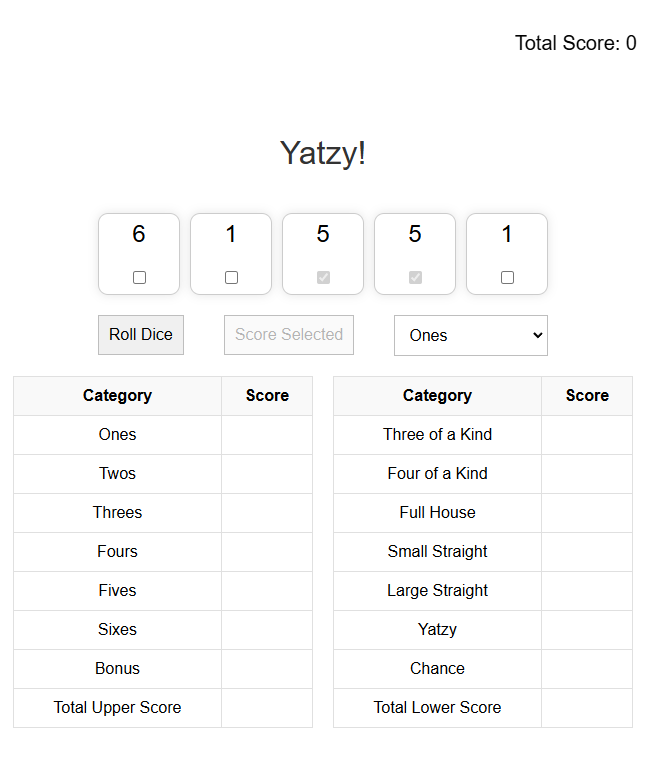 Total Score: 0
Yatzy!
6 1 5 5 1
Roll Dice Score Selected Ones
Category Score Category Score
Ones Three of a Kind
Twos Four of a Kind
Threes Full House
Fours Small Straight
Fives Large Straight
Sixes Yatzy
Bonus Chance
Total Upper Score Total Lower Score